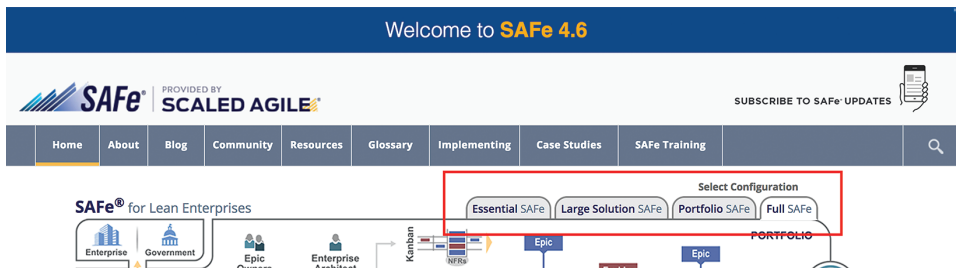 Welcome to SAFe 4.6
SAFe® PROVIDED BY
SCALED AGILE®
SUBSCRIBE TO SAFe® UPDATES
Home About Blog Community Resources Glossary Implementing Case Studies SAFe Training
Select Configuration
SAFe® for Lean Enterprises
Essential SAFe Large Solution SAFe Portfolio SAFe Full SAFe
PORTFOLIO
Enterprise Government
Epic
Enterprise
Kanban
NFRs
Epic
Epic